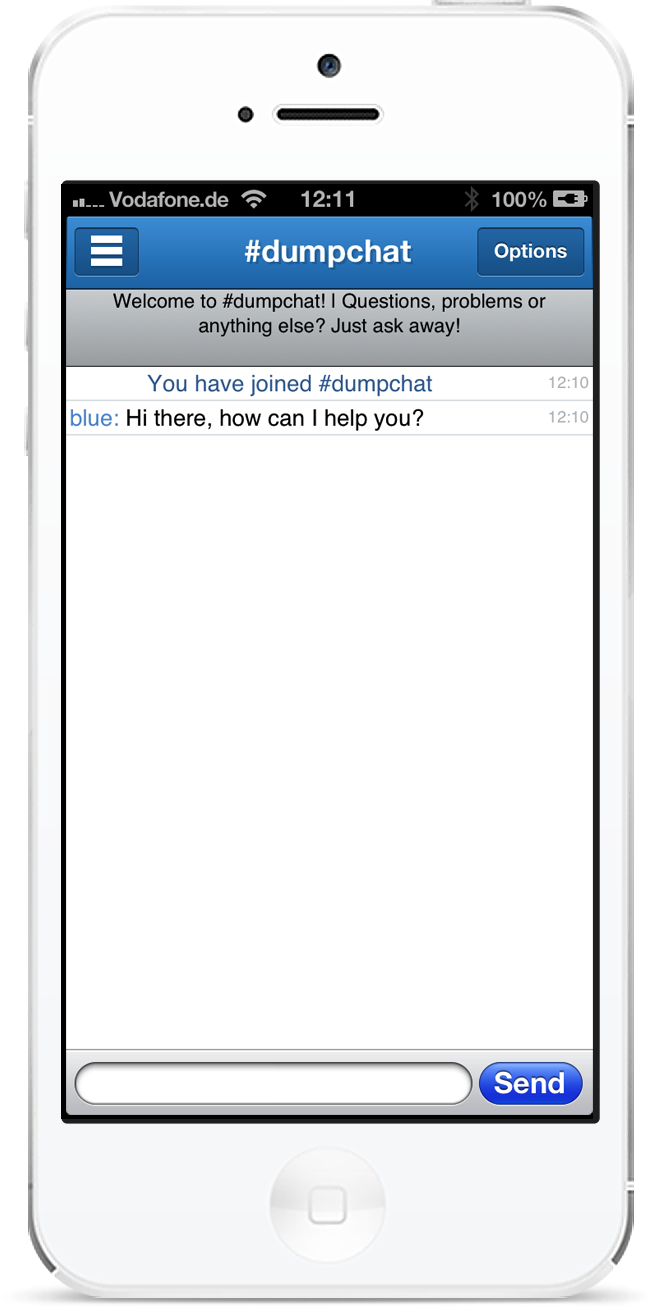 Vodafone.de 12:11 100%
#dumpchat Options
Welcome to #dumpchat! | Questions, problems or
anything else? Just ask away!
You have joined #dumpchat 12:10
blue: Hi there, how can I help you? 12:10
Send